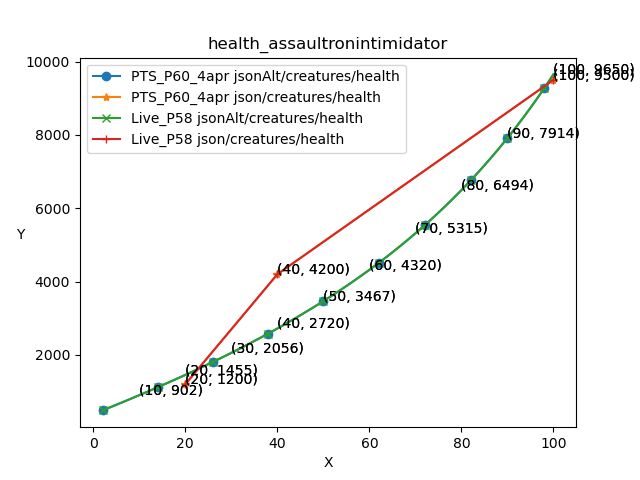 health_assaultronintimidator
PTS_P60_4apr jsonAlt/creatures/health
PTS_P60_4apr json/creatures/health
Live_P58 jsonAlt/creatures/health
Live_P58 json/creatures/health
10000
8000
6000
4000
2000
Y
(100, 9650)
(100, 9500)
(90, 7914)
(80, 6494)
(70, 5315)
(60, 4320)
(40, 4200)
(50, 3467)
(40, 2720)
(30, 2056)
(20, 1455)
(20, 1200)
(10, 902)
0 20 40 60 80 100
X